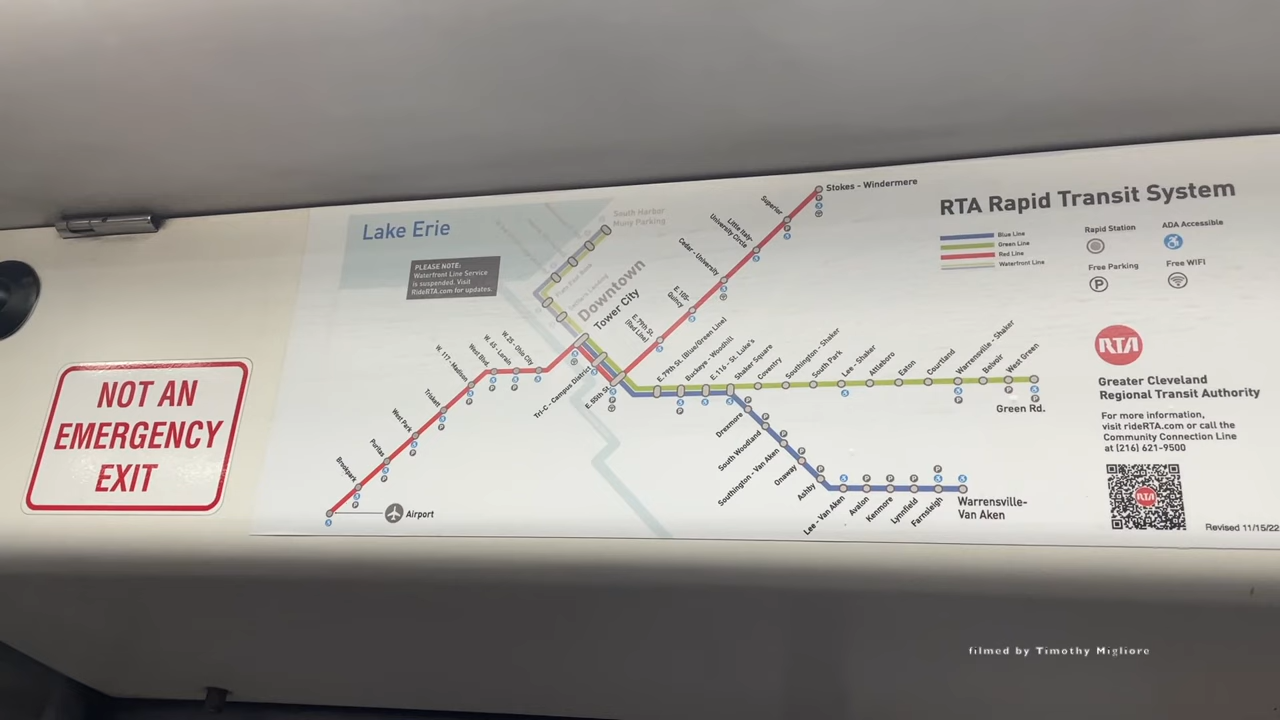 NOT AN
EMERGENCY
EXIT
Lake Erie
PLEASE NOTE:
Waterfront Line Service
is suspended. Visit
RideRTA.com for updates.
South Harbor
Muny Parking
Downtown
Tower City
Stokes - Windermere
Superior
Little Italy-
University Circle
Cedar - University
E. 105-
Quincy
E. 79th St.
(Red Line)
E. 79th St. (Blue/Green Line)
Buckeye - Woodhill
E. 116 - St. Luke's
Shaker Square
Coventry
Southington - Shaker
South Park
Lee - Shaker
Attleboro
Eaton
Courtland
Warrensville - Shaker
Belvoir
West Green
Green Rd.
W. 25 - Ohio City
W. 65 - Lorain
West Blvd.
W. 117 - Madison
Triskett
West Park
Puritas
Brookpark
Airport
Tri-C - Campus District
E. 55th St.
Drexmore
South Woodland
Southington - Van Aken
Onaway
Ashby
Lee - Van Aken
Avalon
Kenmore
Lynnfield
Farnsleigh
Warrensville-
Van Aken
RTA Rapid Transit System
Blue Line
Green Line
Red Line
Waterfront Line
Rapid Station
ADA Accessible
Free Parking
Free WIFI
P
RTA
Greater Cleveland
Regional Transit Authority
For more information,
visit rideRTA.com or call the
Community Connection Line
at (216) 621-9500
RTA
Revised 11/15/22
filmed by Timothy Migliore